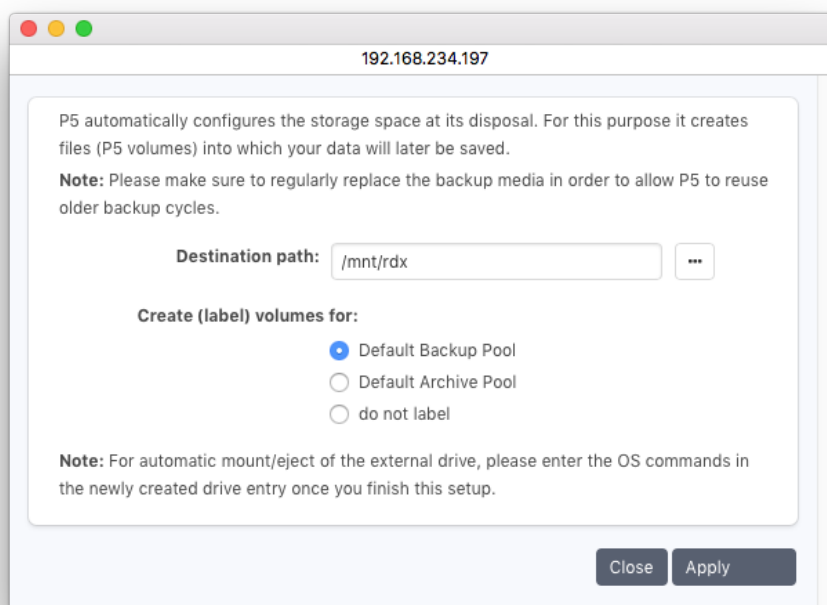 192.168.234.197
P5 automatically configures the storage space at its disposal. For this purpose it creates
files (P5 volumes) into which your data will later be saved.
Note: Please make sure to regularly replace the backup media in order to allow P5 to reuse
older backup cycles.
Destination path: /mnt/rdx ...
Create (label) volumes for:
Default Backup Pool
Default Archive Pool
do not label
Note: For automatic mount/eject of the external drive, please enter the OS commands in
the newly created drive entry once you finish this setup.
Close Apply